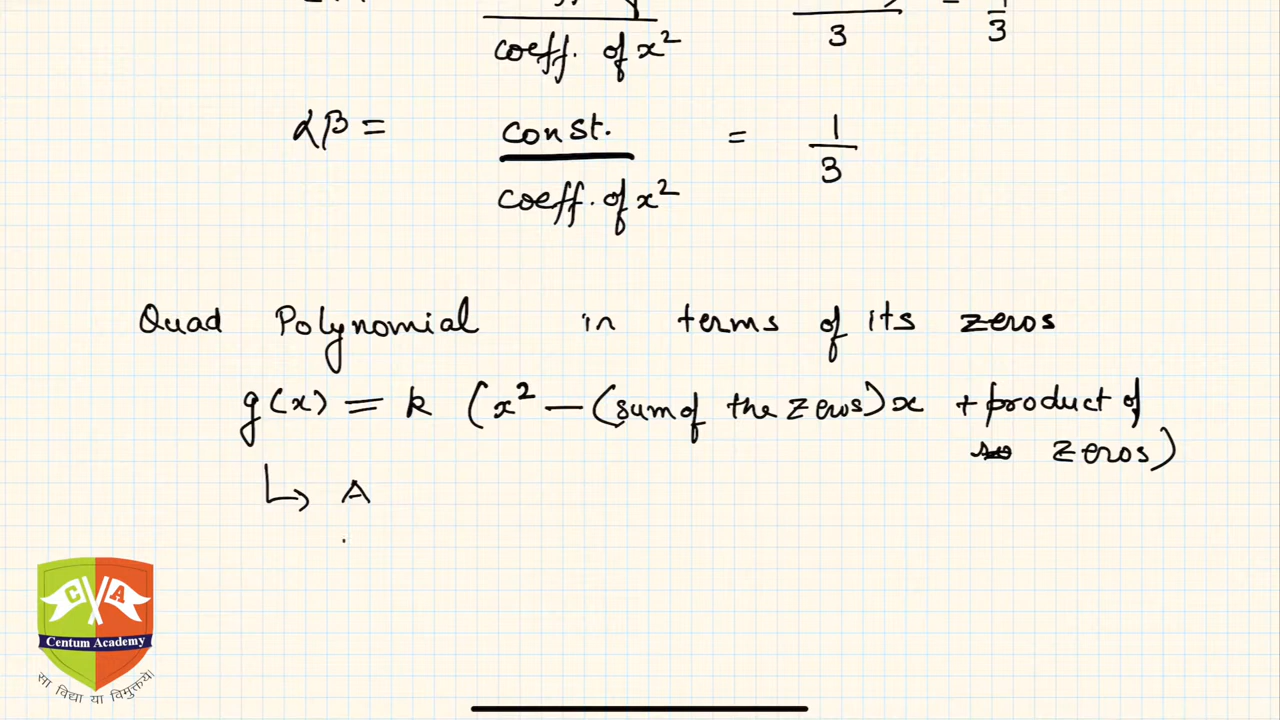 coeff. of x² 3 3
αβ = const. / coeff. of x² = 1/3
Quad Polynomial in terms of its zeros
g(x) = k (x² — (sum of the zeros)x + product of
zeros)
↳ A
C A
Centum Academy
सा विद्या या विमुक्तये।